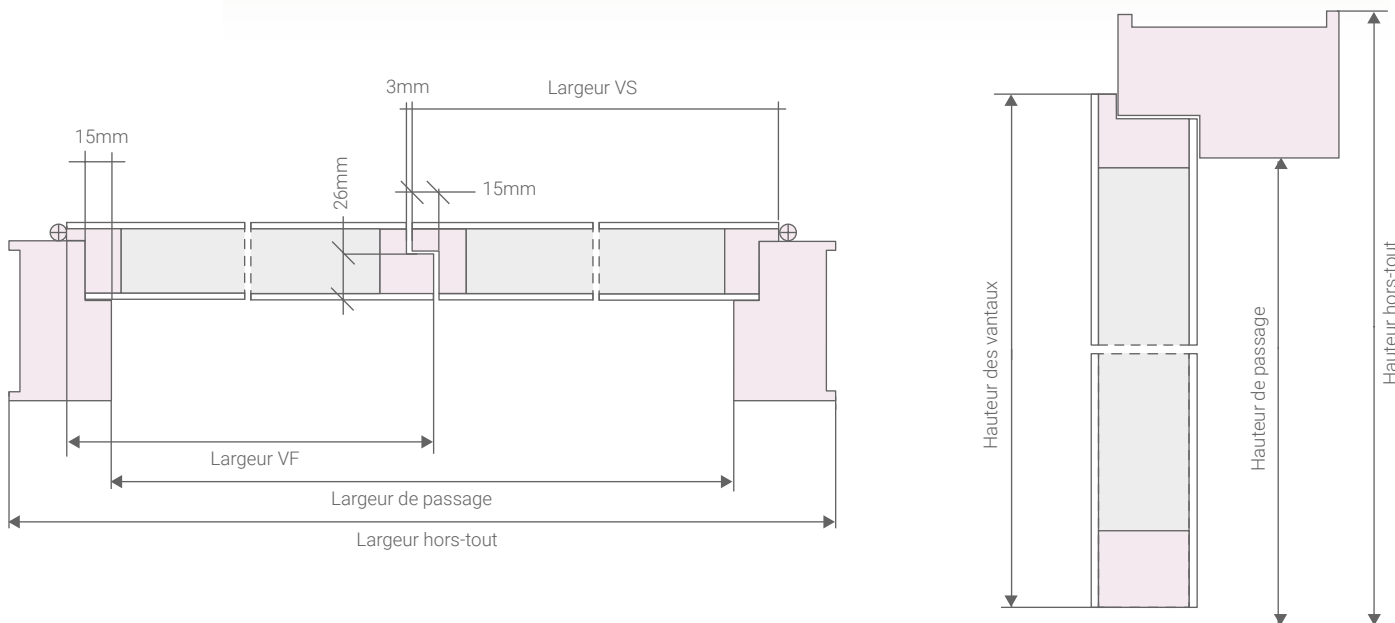 3mm
Largeur VS
15mm
26mm
15mm
Largeur VF
Largeur de passage
Largeur hors-tout
Hauteur des vantaux
Hauteur de passage
Hauteur hors-tout